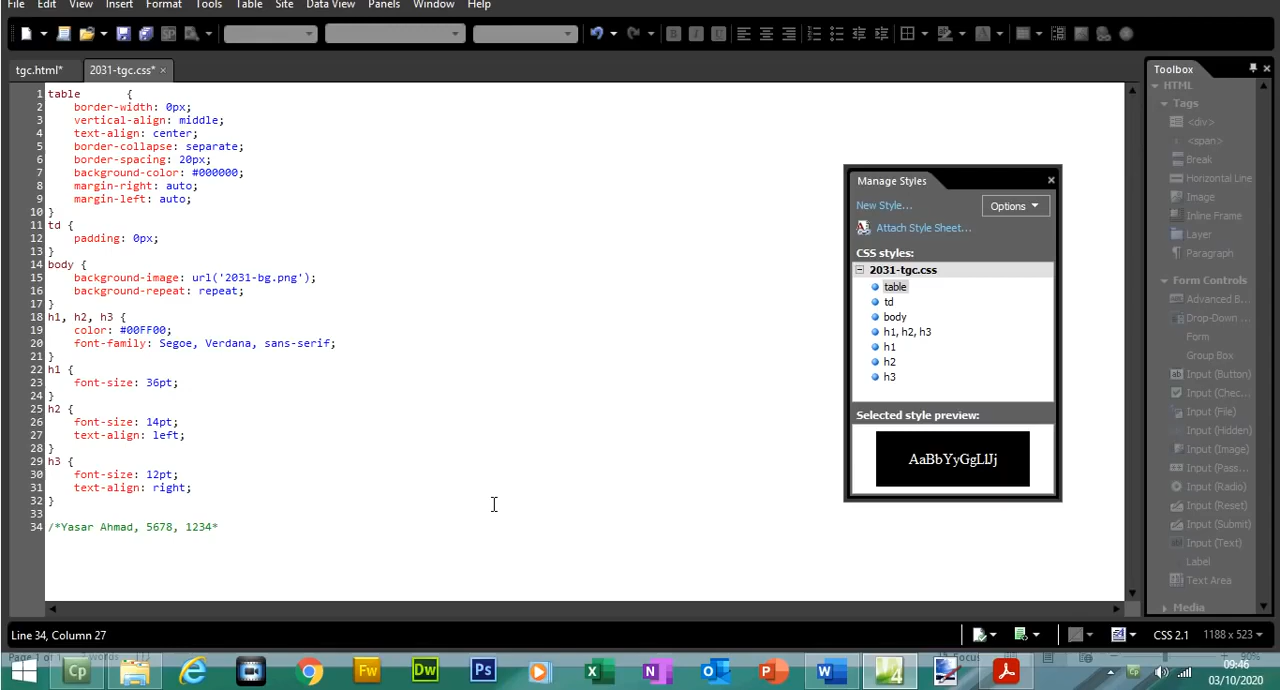 File Edit View Insert Format Tools Table Site Data View Panels Window Help
tgc.html* 2031-tgc.css* × Toolbox
1 table {
2 border-width: 0px;
3 vertical-align: middle;
4 text-align: center;
5 border-collapse: separate;
6 border-spacing: 20px;
7 background-color: #000000;
8 margin-right: auto;
9 margin-left: auto;
10 }
11 td {
12 padding: 0px;
13 }
14 body {
15 background-image: url('2031-bg.png');
16 background-repeat: repeat;
17 }
18 h1, h2, h3 {
19 color: #00FF00;
20 font-family: Segoe, Verdana, sans-serif;
21 }
22 h1 {
23 font-size: 36pt;
24 }
25 h2 {
26 font-size: 14pt;
27 text-align: left;
28 }
29 h3 {
30 font-size: 12pt;
31 text-align: right;
32 }
33
34 /*Yasar Ahmad, 5678, 1234*
Manage Styles
New Style... Options
Attach Style Sheet...
CSS styles:
2031-tgc.css
table
td
body
h1, h2, h3
h1
h2
h3
Selected style preview:
AaBbYyGgLlJj
HTML
Tags
<div>
<span>
Break
Horizontal Line
Image
Inline Frame
Layer
Paragraph
Form Controls
Advanced B...
Drop-Down ...
Form
Group Box
Input (Button)
Input (Chec...
Input (File)
Input (Hidden)
Input (Image)
Input (Pass...
Input (Radio)
Input (Reset)
Input (Submit)
Input (Text)
Label
Text Area
Media
Line 34, Column 27 CSS 2.1 1188 x 523
09:46
03/10/2020